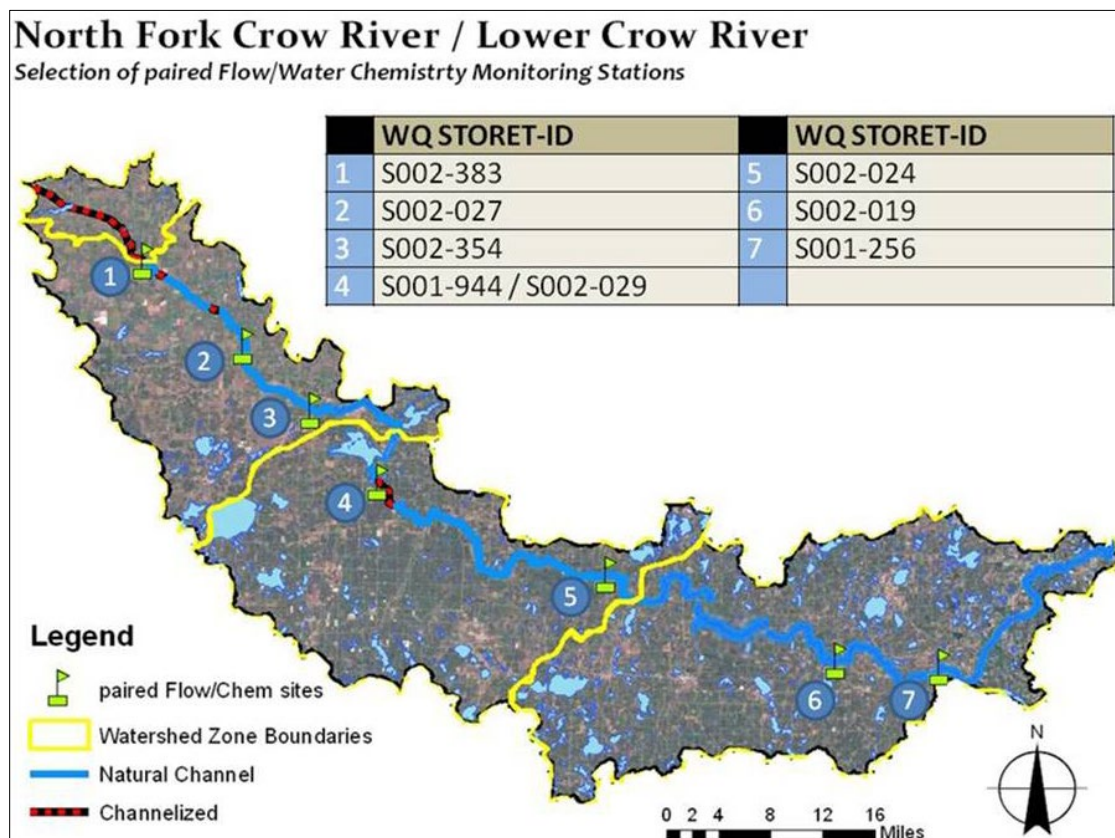 North Fork Crow River / Lower Crow River
Selection of paired Flow/Water Chemistrty Monitoring Stations
WQ STORET-ID WQ STORET-ID
1 S002-383 5 S002-024
2 S002-027 6 S002-019
3 S002-354 7 S001-256
4 S001-944 / S002-029
1
2
3
4
5
6
7
Legend
paired Flow/Chem sites
Watershed Zone Boundaries
Natural Channel
Channelized
N
0 2 4 8 12 16
Miles